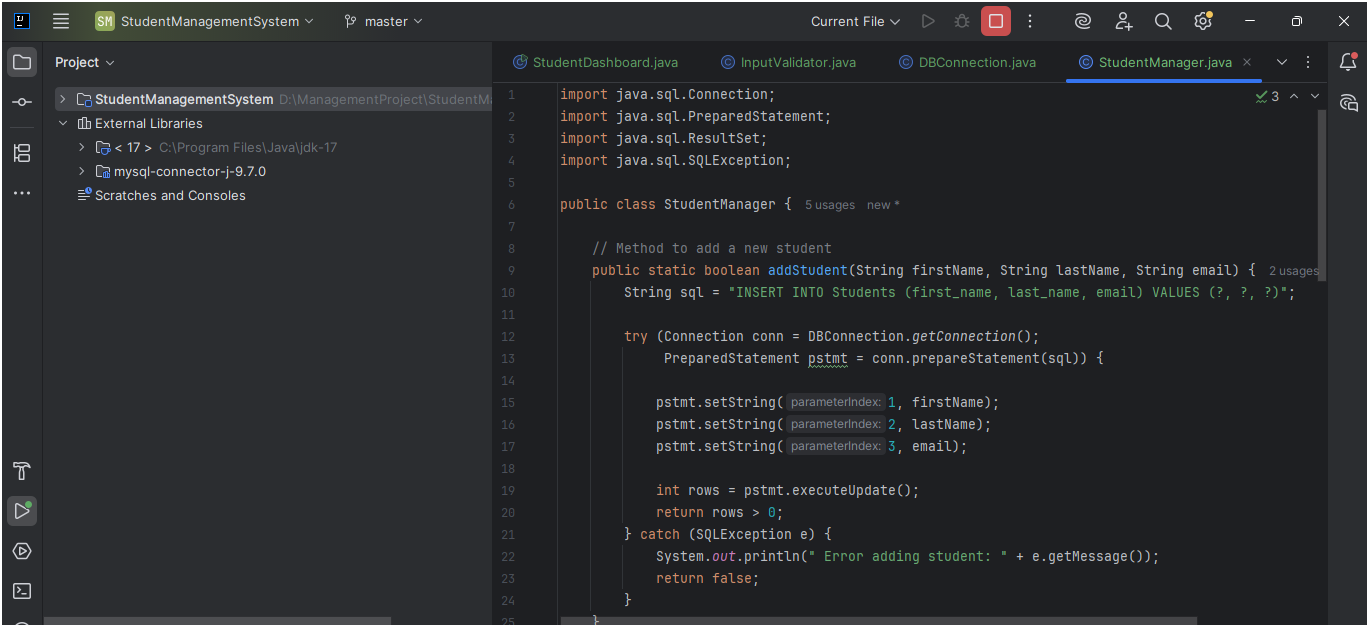 SM StudentManagementSystem master Current File
Project
StudentManagementSystem D:\ManagementProject\StudentMa
External Libraries
< 17 > C:\Program Files\Java\jdk-17
mysql-connector-j-9.7.0
Scratches and Consoles
StudentDashboard.java InputValidator.java DBConnection.java StudentManager.java
3
1 import java.sql.Connection;
2 import java.sql.PreparedStatement;
3 import java.sql.ResultSet;
4 import java.sql.SQLException;
5
6 public class StudentManager { 5 usages new *
7
8 // Method to add a new student
9 public static boolean addStudent(String firstName, String lastName, String email) { 2 usages
10 String sql = "INSERT INTO Students (first_name, last_name, email) VALUES (?, ?, ?)";
11
12 try (Connection conn = DBConnection.getConnection();
13 PreparedStatement pstmt = conn.prepareStatement(sql)) {
14
15 pstmt.setString( parameterIndex: 1, firstName);
16 pstmt.setString( parameterIndex: 2, lastName);
17 pstmt.setString( parameterIndex: 3, email);
18
19 int rows = pstmt.executeUpdate();
20 return rows > 0;
21 } catch (SQLException e) {
22 System.out.println(" Error adding student: " + e.getMessage());
23 return false;
24 }
25 }